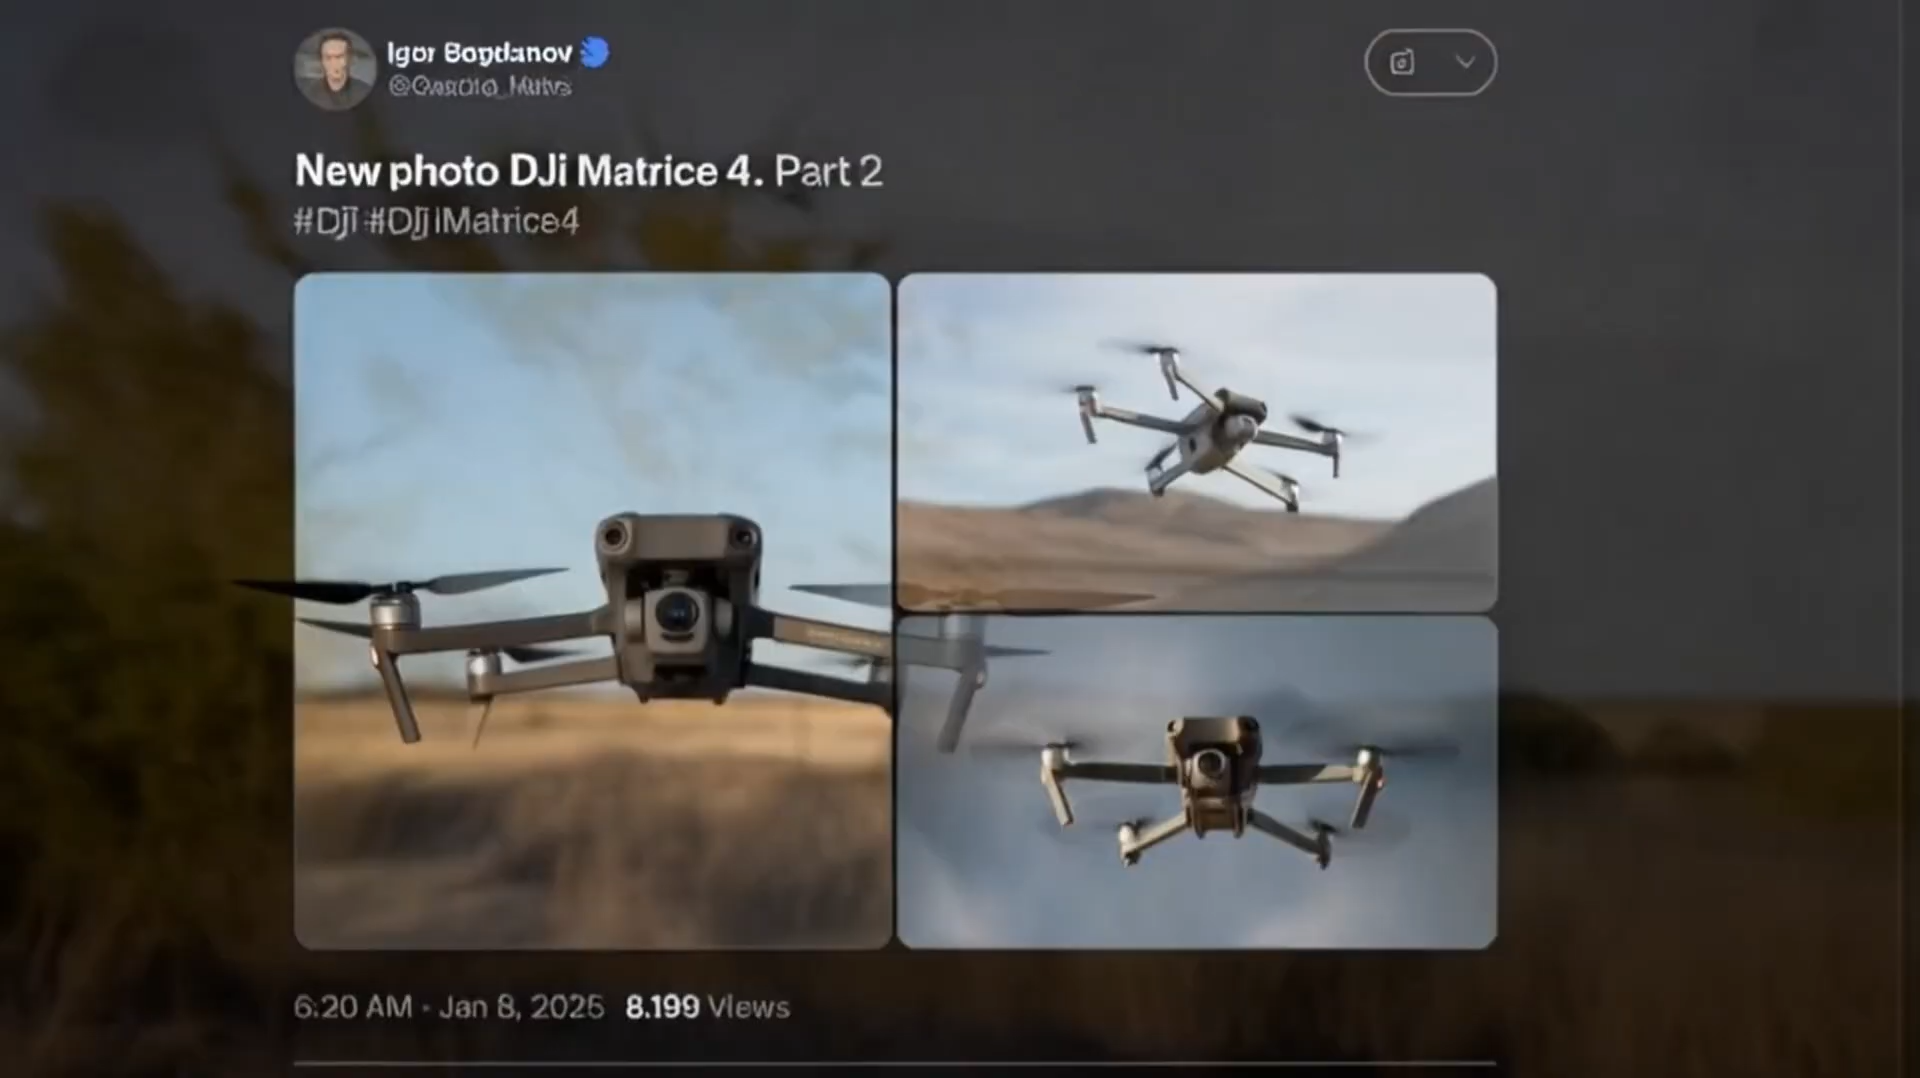 Igor Bogdanov
New photo DJi Matrice 4. Part 2
#Dji #DjiMatrice4
6:20 AM · Jan 8, 2025 8.199 Views